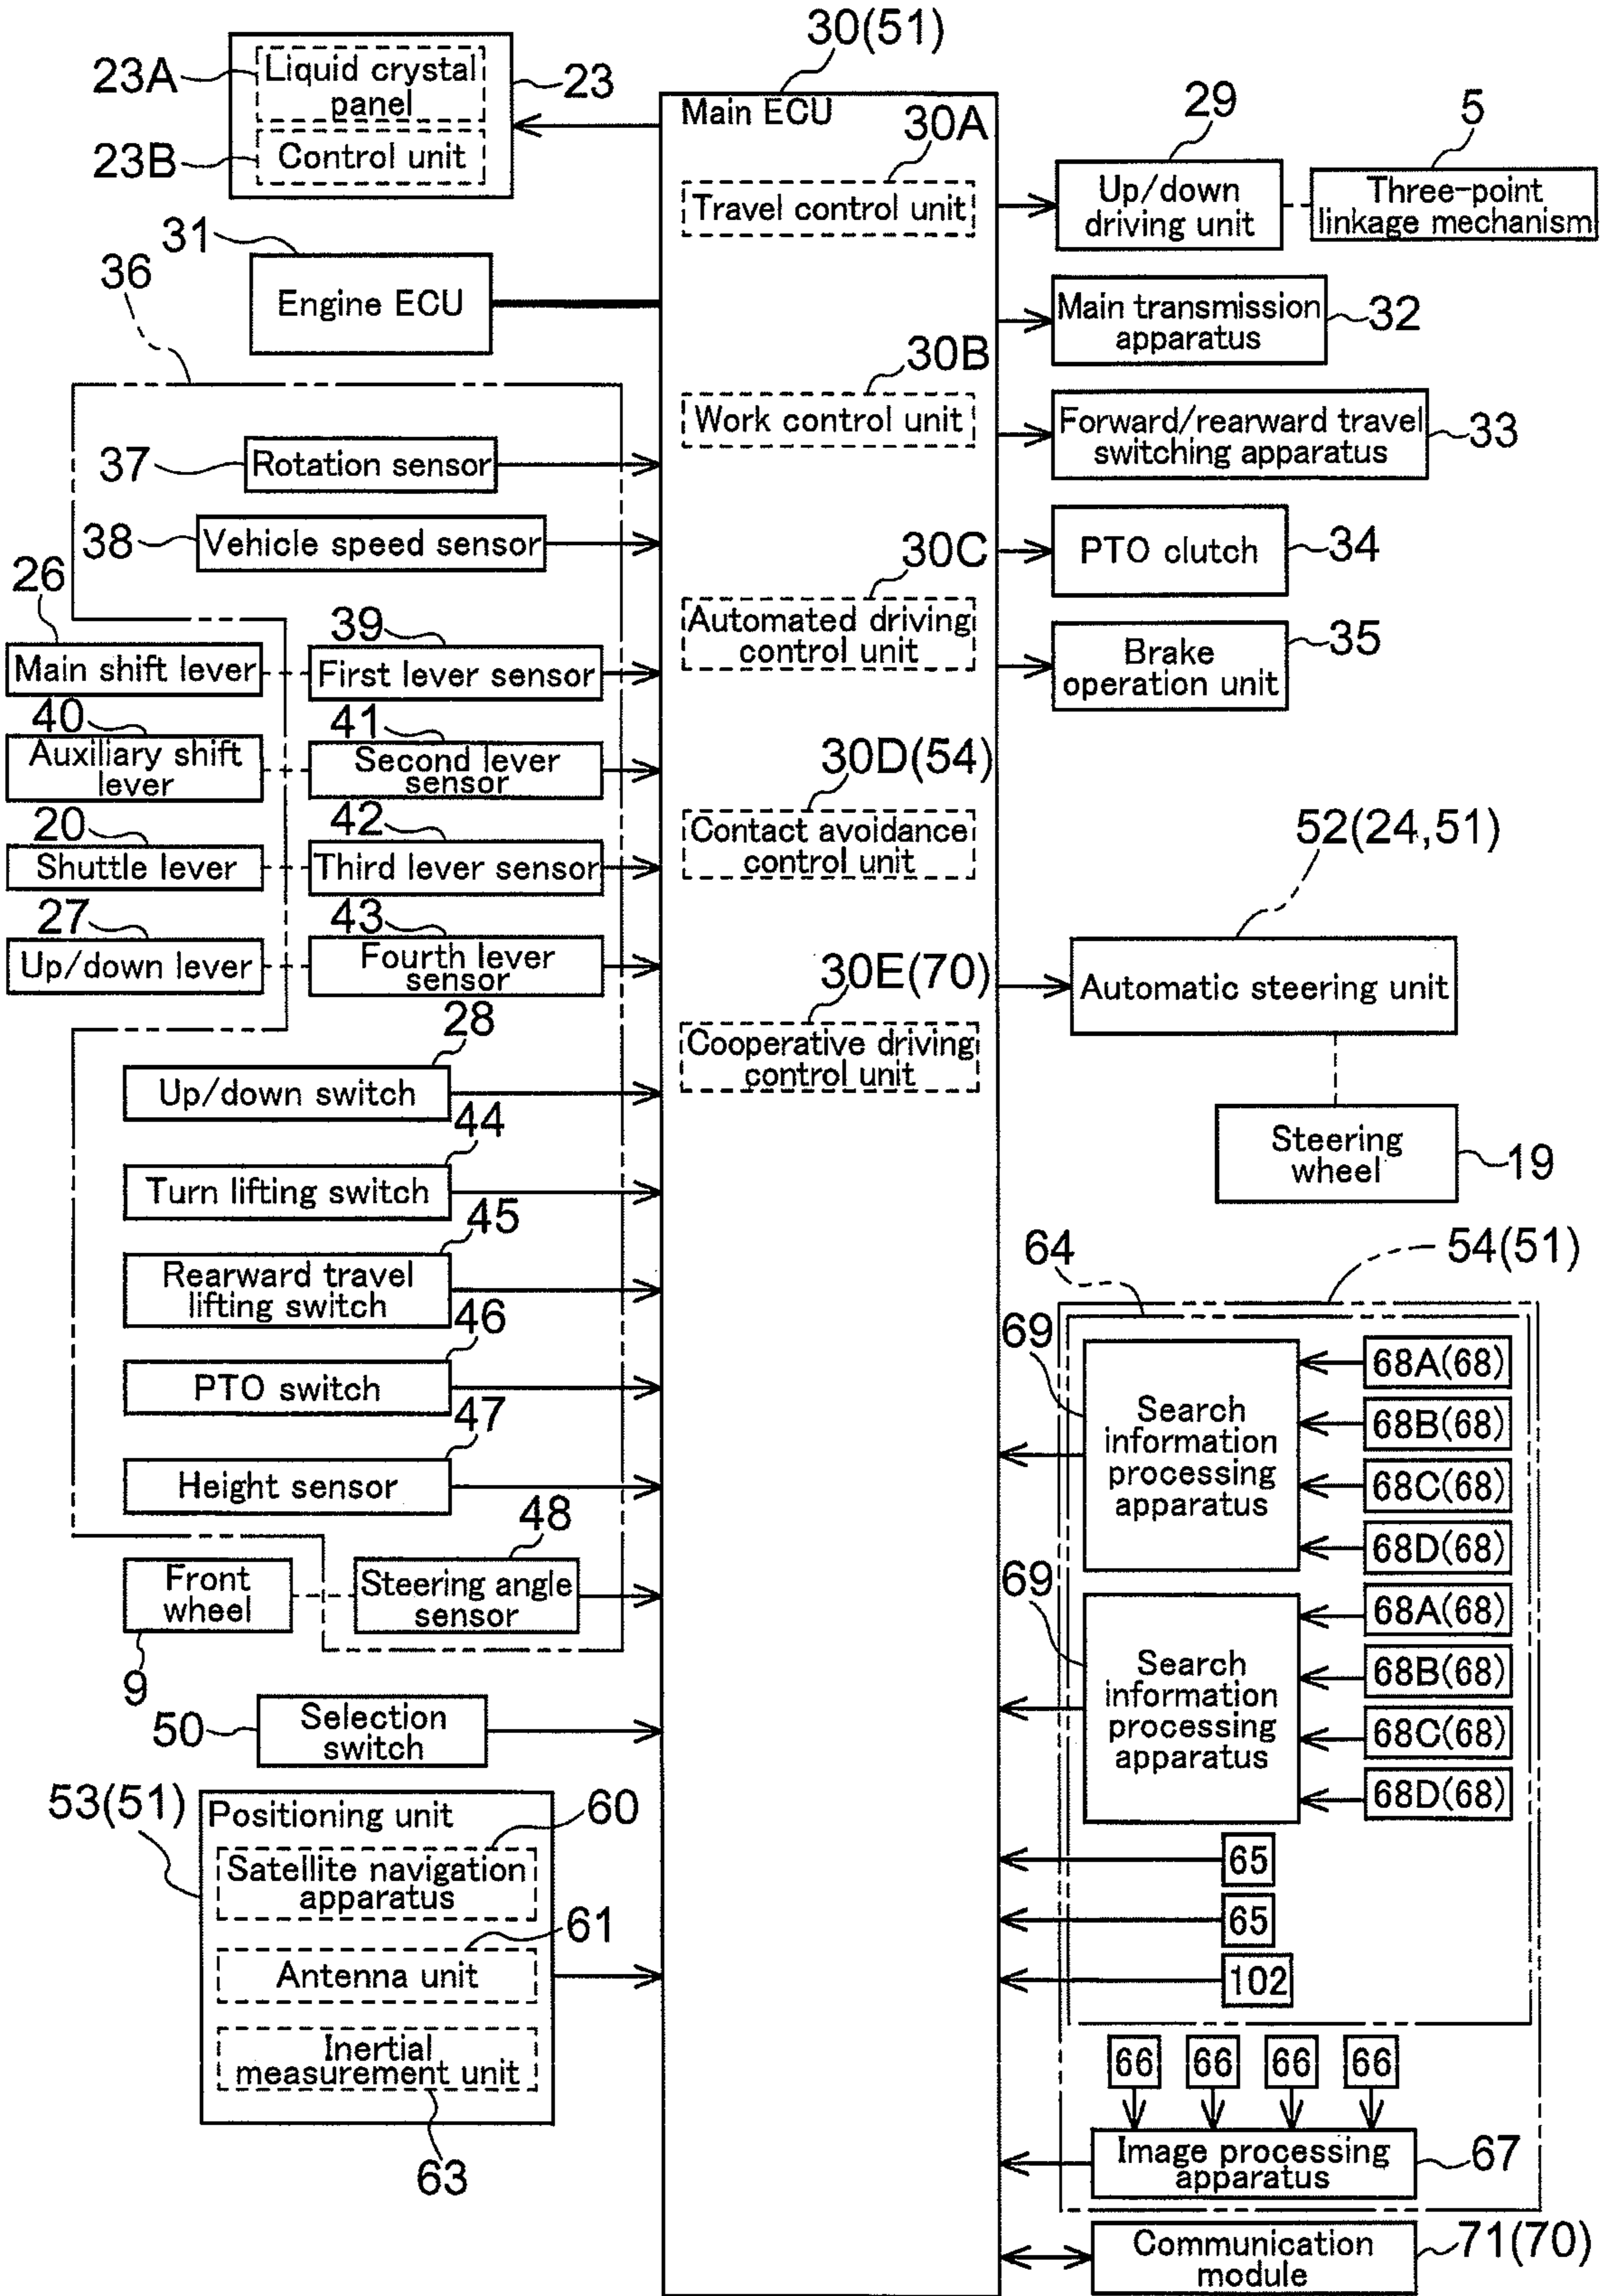 30(51)
Main ECU
23A
Liquid crystal
panel
23
23B
Control unit
31
Engine ECU
36
37
Rotation sensor
38
Vehicle speed sensor
26
Main shift lever
39
First lever sensor
40
Auxiliary shift
lever
41
Second lever
sensor
20
Shuttle lever
42
Third lever sensor
27
Up/down lever
43
Fourth lever
sensor
28
Up/down switch
44
Turn lifting switch
45
Rearward travel
lifting switch
46
PTO switch
47
Height sensor
48
Front
wheel
Steering angle
sensor
9
50
Selection
switch
53(51)
Positioning unit
60
Satellite navigation
apparatus
61
Antenna unit
Inertial
measurement unit
63
30A
Travel control unit
30B
Work control unit
30C
Automated driving
control unit
30D(54)
Contact avoidance
control unit
30E(70)
Cooperative driving
control unit
29
Up/down
driving unit
5
Three-point
linkage mechanism
Main transmission
apparatus
32
Forward/rearward travel
switching apparatus
33
PTO clutch
34
Brake
operation unit
35
52(24,51)
Automatic steering unit
Steering
wheel
19
54(51)
64
69
Search
information
processing
apparatus
68A(68)
68B(68)
68C(68)
68D(68)
69
Search
information
processing
apparatus
68A(68)
68B(68)
68C(68)
68D(68)
65
65
102
66 66 66 66
Image processing
apparatus
67
Communication
module
71(70)